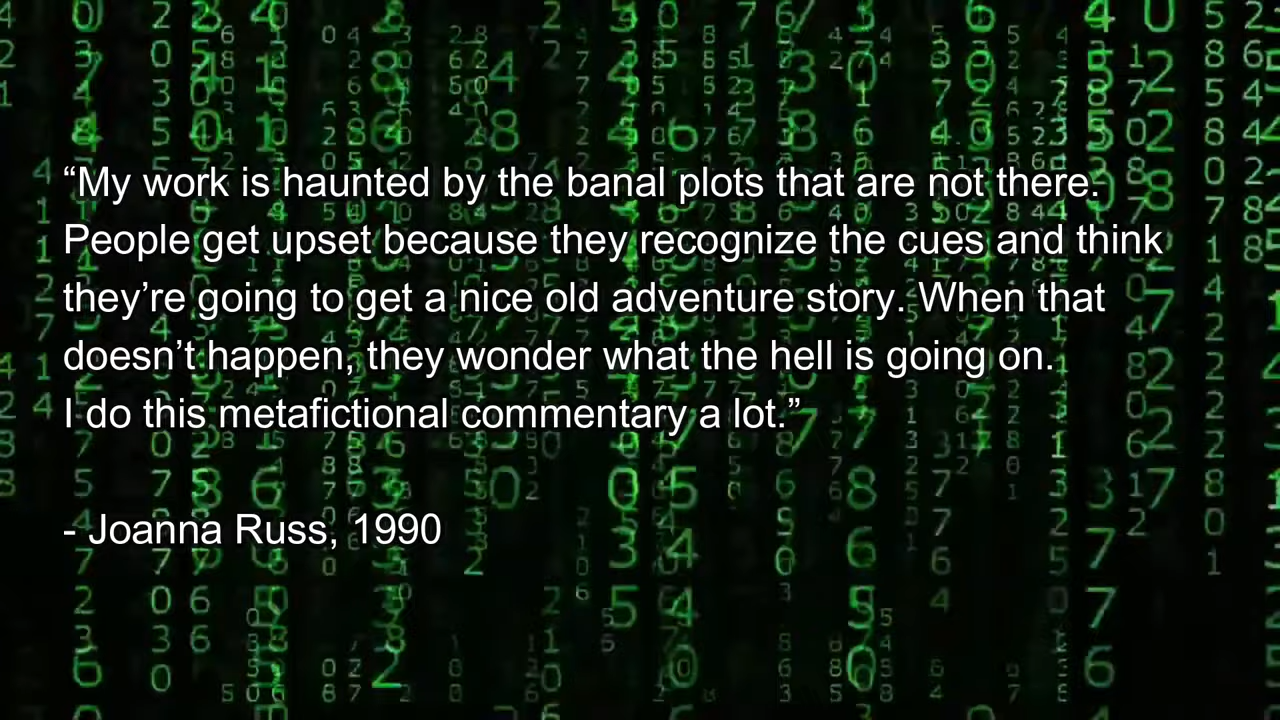 “My work is haunted by the banal plots that are not there.
People get upset because they recognize the cues and think
they’re going to get a nice old adventure story. When that
doesn’t happen, they wonder what the hell is going on.
I do this metafictional commentary a lot.”
- Joanna Russ, 1990